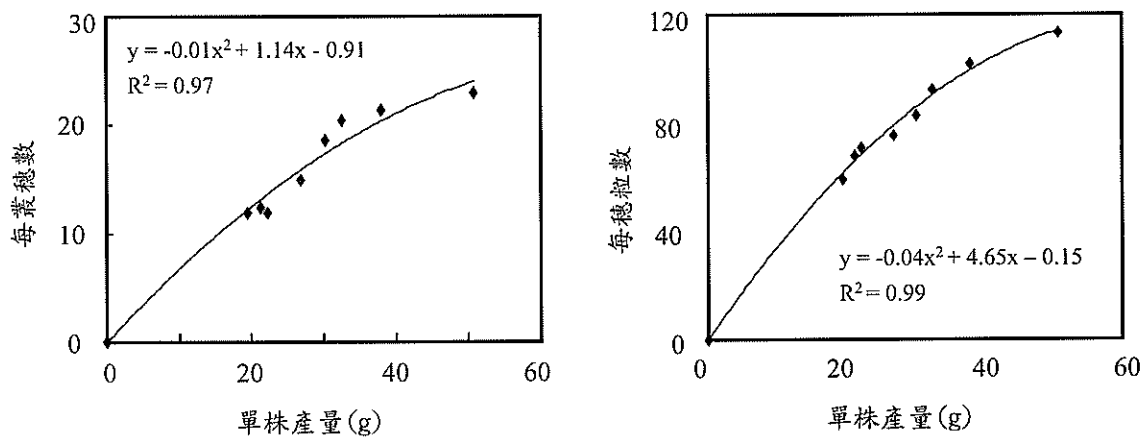 30
y = -0.01x² + 1.14x - 0.91
R² = 0.97
20
10
0
每叢穗數
0 20 40 60
單株產量(g)
120
80
40
0
每穗粒數
y = -0.04x² + 4.65x – 0.15
R² = 0.99
0 20 40 60
單株產量(g)